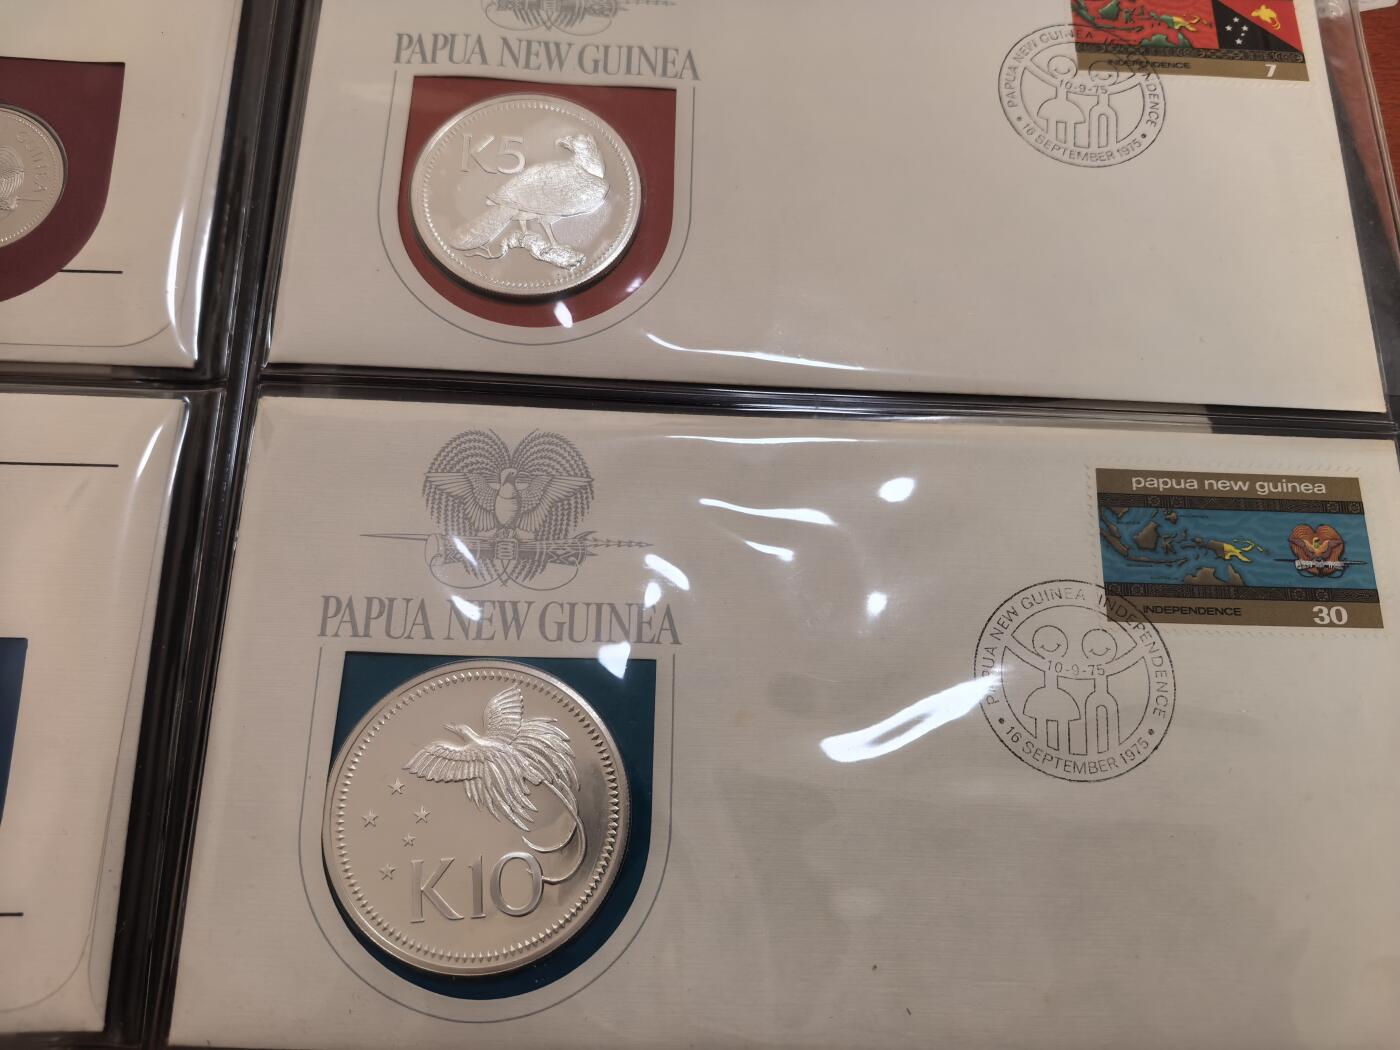 GUINEA
PAPUA NEW GUINEA
K5
INDEPENDENCE
7
PAPUA NEW GUINEA INDEPENDENCE
10-9-75
• 16 SEPTEMBER 1975 •
PAPUA NEW GUINEA
K10
papua new guinea
INDEPENDENCE
30
PAPUA NEW GUINEA INDEPENDENCE
10-9-75
• 16 SEPTEMBER 1975 •